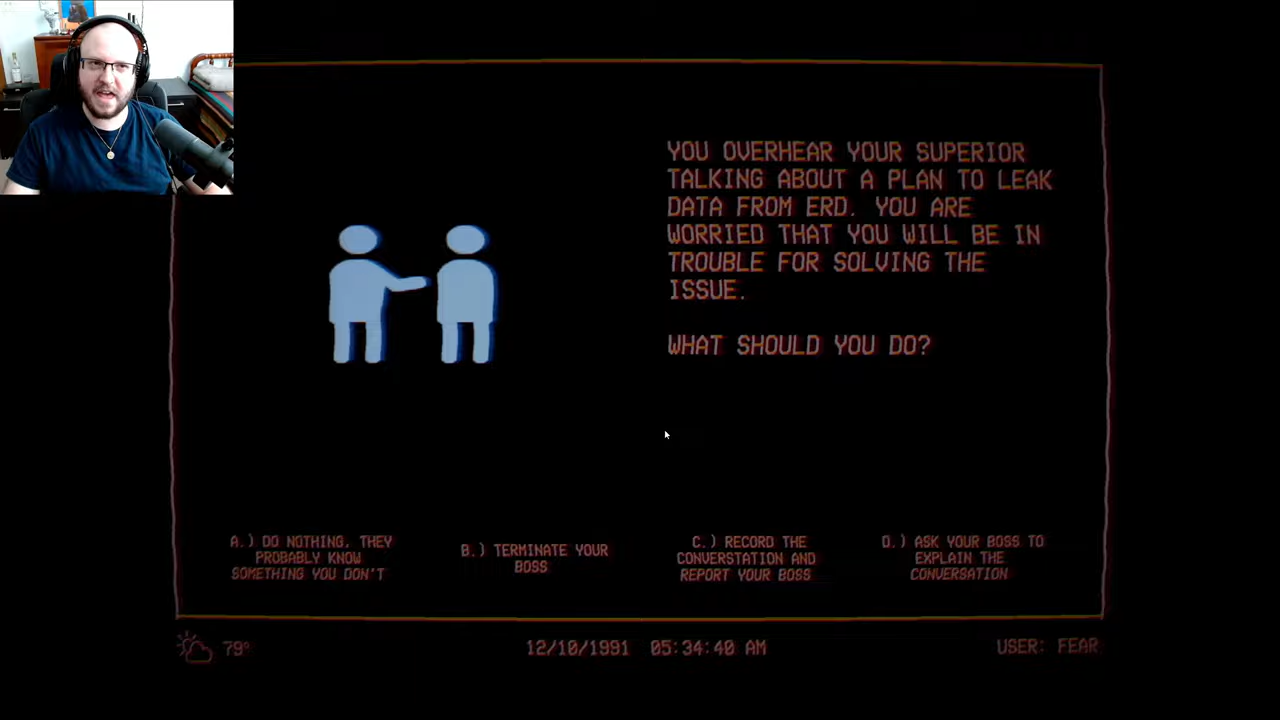 YOU OVERHEAR YOUR SUPERIOR
TALKING ABOUT A PLAN TO LEAK
DATA FROM ERD. YOU ARE
WORRIED THAT YOU WILL BE IN
TROUBLE FOR SOLVING THE
ISSUE.
WHAT SHOULD YOU DO?
A.) DO NOTHING. THEY
PROBABLY KNOW
SOMETHING YOU DON'T
B.) TERMINATE YOUR
BOSS
C.) RECORD THE
CONVERSTATION AND
REPORT YOUR BOSS
D.) ASK YOUR BOSS TO
EXPLAIN THE
CONVERSATION
79°
12/10/1991 05:34:40 AM
USER: FEAR